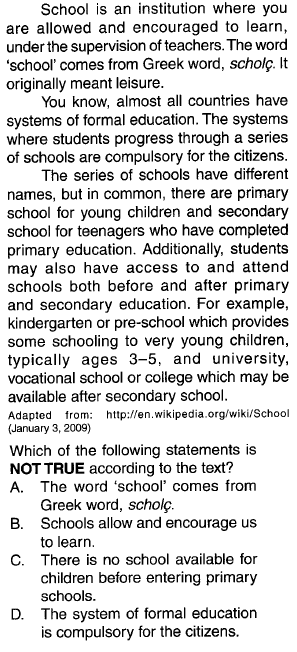 School is an institution where you
are allowed and encouraged to learn,
under the supervision of teachers. The word
‘school’ comes from Greek word, scholç. It
originally meant leisure.
You know, almost all countries have
systems of formal education. The systems
where students progress through a series
of schools are compulsory for the citizens.
The series of schools have different
names, but in common, there are primary
school for young children and secondary
school for teenagers who have completed
primary education. Additionally, students
may also have access to and attend
schools both before and after primary
and secondary education. For example,
kindergarten or pre-school which provides
some schooling to very young children,
typically ages 3–5, and university,
vocational school or college which may be
available after secondary school.
Adapted from: http://en.wikipedia.org/wiki/School
(January 3, 2009)
Which of the following statements is
NOT TRUE according to the text?
A. The word ‘school’ comes from
Greek word, scholç.
B. Schools allow and encourage us
to learn.
C. There is no school available for
children before entering primary
schools.
D. The system of formal education
is compulsory for the citizens.